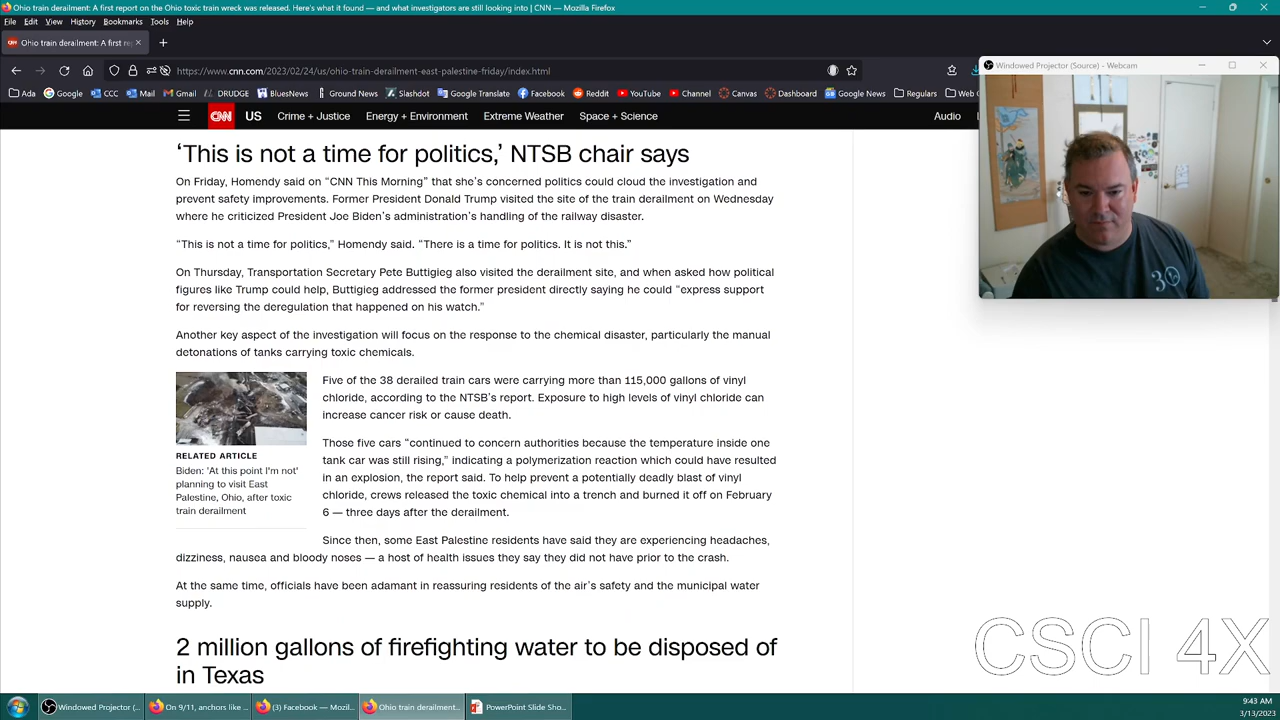 Ohio train derailment: A first report on the Ohio toxic train wreck was released. Here's what it found — and what investigators are still looking into | CNN — Mozilla Firefox
File Edit View History Bookmarks Tools Help
Ohio train derailment: A first re
https://www.cnn.com/2023/02/24/us/ohio-train-derailment-east-palestine-friday/index.html
Ada Google CCC Mail Gmail DRUDGE BluesNews Ground News Slashdot Google Translate Facebook Reddit YouTube Channel Canvas Dashboard Google News Regulars Web C
Windowed Projector (Source) - Webcam
CNN US Crime + Justice Energy + Environment Extreme Weather Space + Science Audio
‘This is not a time for politics,’ NTSB chair says
On Friday, Homendy said on “CNN This Morning” that she’s concerned politics could cloud the investigation and
prevent safety improvements. Former President Donald Trump visited the site of the train derailment on Wednesday
where he criticized President Joe Biden’s administration’s handling of the railway disaster.
“This is not a time for politics,” Homendy said. “There is a time for politics. It is not this.”
On Thursday, Transportation Secretary Pete Buttigieg also visited the derailment site, and when asked how political
figures like Trump could help, Buttigieg addressed the former president directly saying he could “express support
for reversing the deregulation that happened on his watch.”
Another key aspect of the investigation will focus on the response to the chemical disaster, particularly the manual
detonations of tanks carrying toxic chemicals.
Five of the 38 derailed train cars were carrying more than 115,000 gallons of vinyl
chloride, according to the NTSB’s report. Exposure to high levels of vinyl chloride can
increase cancer risk or cause death.
RELATED ARTICLE
Biden: 'At this point I'm not'
planning to visit East
Palestine, Ohio, after toxic
train derailment
Those five cars “continued to concern authorities because the temperature inside one
tank car was still rising,” indicating a polymerization reaction which could have resulted
in an explosion, the report said. To help prevent a potentially deadly blast of vinyl
chloride, crews released the toxic chemical into a trench and burned it off on February
6 — three days after the derailment.
Since then, some East Palestine residents have said they are experiencing headaches,
dizziness, nausea and bloody noses — a host of health issues they say they did not have prior to the crash.
At the same time, officials have been adamant in reassuring residents of the air’s safety and the municipal water
supply.
2 million gallons of firefighting water to be disposed of
in Texas
CSCI 4X
Windowed Projector (... On 9/11, anchors like ... (3) Facebook — Mozil... Ohio train derailment... PowerPoint Slide Sho...
9:43 AM
3/13/2023